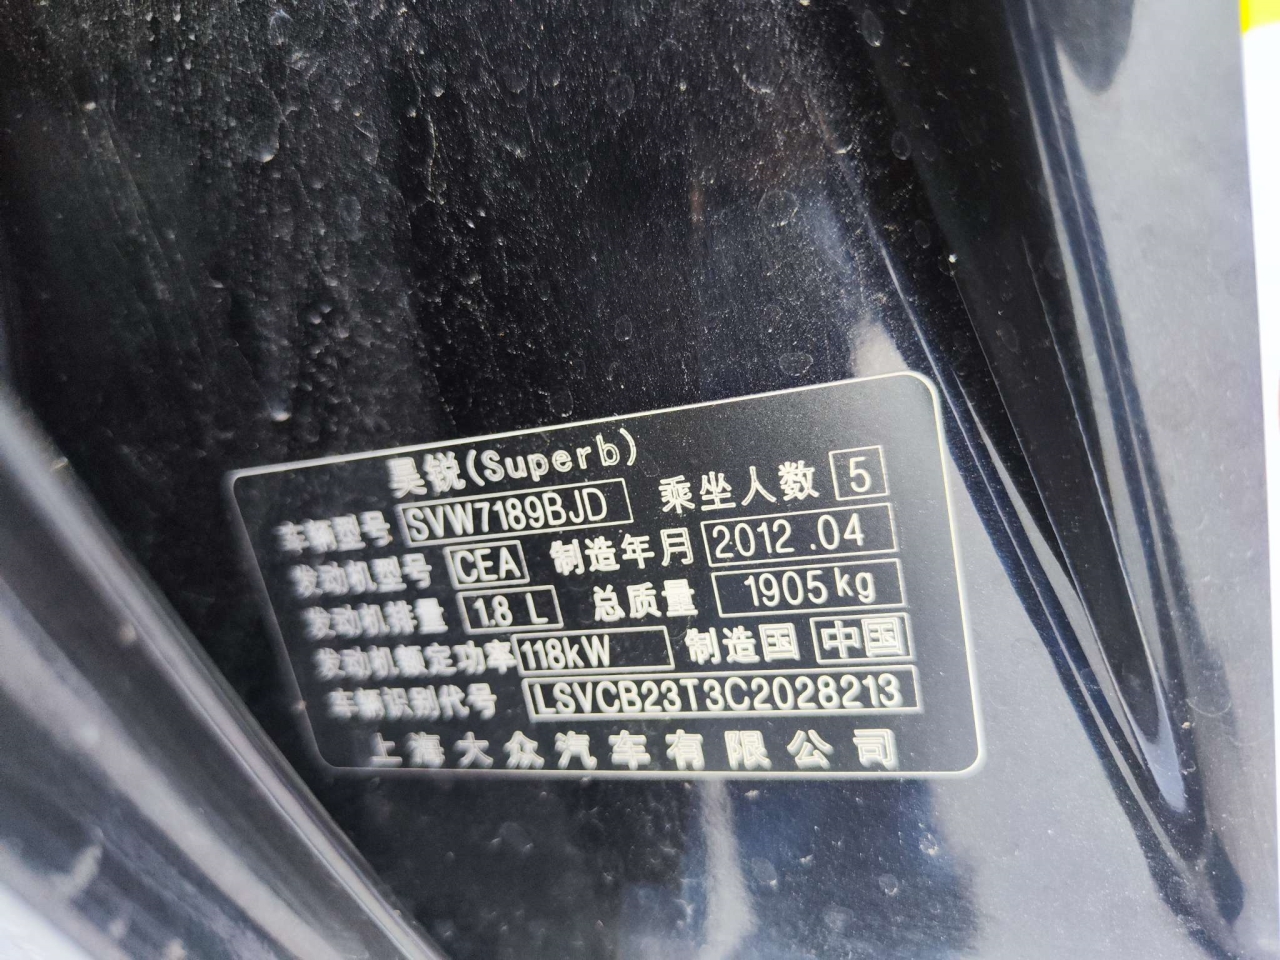 昊锐(Superb)
车辆型号 SVW7189BJD 乘坐人数 5
发动机型号 CEA 制造年月 2012.04
发动机排量 1.8 L 总质量 1905kg
发动机额定功率 118kW 制造国 中国
车辆识别代号 LSVCB23T3C2028213
上海大众汽车有限公司